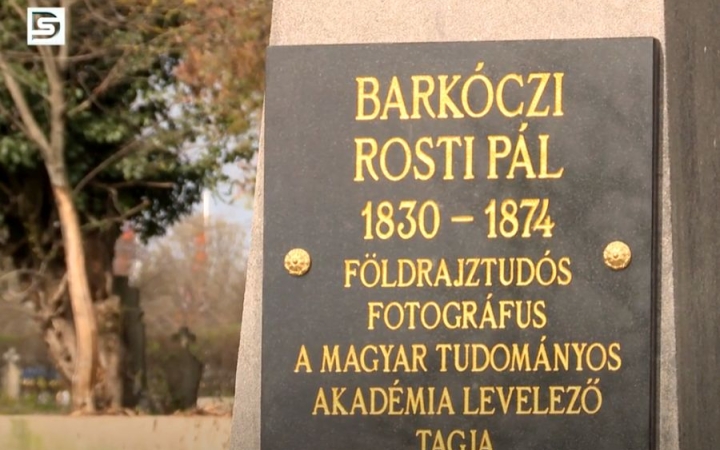 BARKÓCZI
ROSTI PÁL
1830 – 1874
FÖLDRAJZTUDÓS
FOTOGRÁFUS
A MAGYAR TUDOMÁNYOS
AKADÉMIA LEVELEZŐ
TAGJA